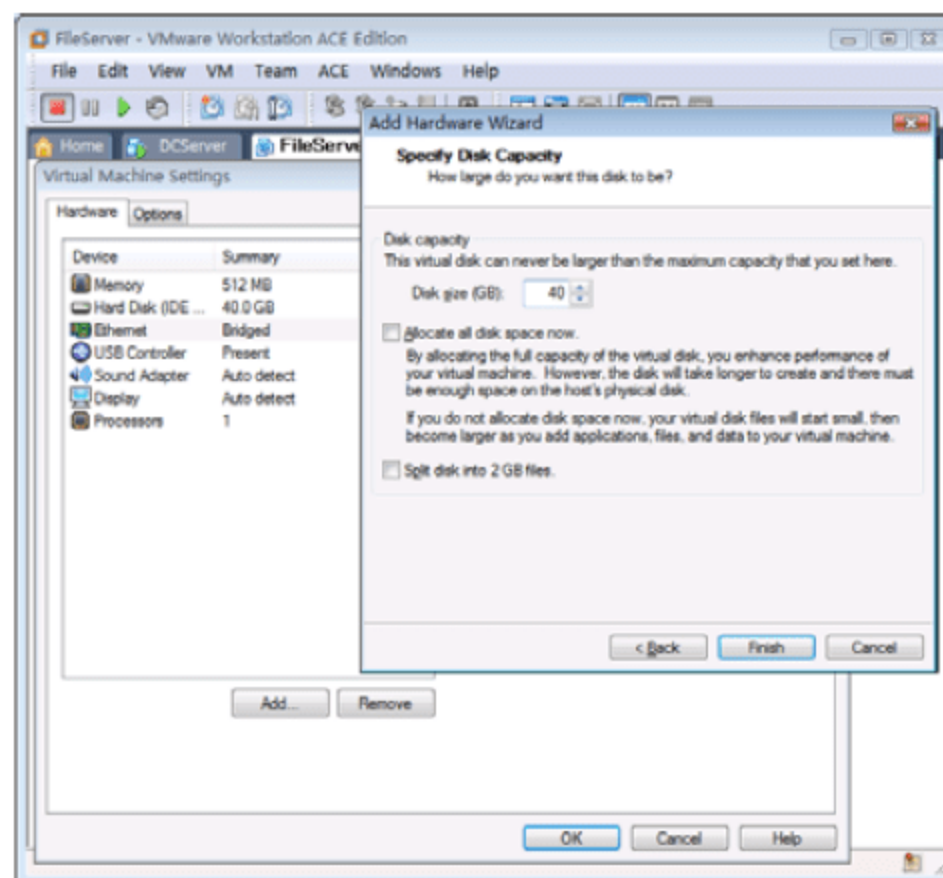 FileServer - VMware Workstation ACE Edition
File Edit View VM Team ACE Windows Help
Home DCServer FileServe
Add Hardware Wizard
Specify Disk Capacity
How large do you want this disk to be?
Virtual Machine Settings
Hardware Options
Device Summary
Memory 512 MB
Hard Disk (IDE ... 40.0 GB
Ethernet Bridged
USB Controller Present
Sound Adapter Auto detect
Display Auto detect
Processors 1
Disk capacity
This virtual disk can never be larger than the maximum capacity that you set here.
Disk size (GB): 40
Allocate all disk space now.
By allocating the full capacity of the virtual disk, you enhance performance of
your virtual machine. However, the disk will take longer to create and there must
be enough space on the host's physical disk.
If you do not allocate disk space now, your virtual disk files will start small, then
become larger as you add applications, files, and data to your virtual machine.
Split disk into 2 GB files.
< Back Finish Cancel
Add... Remove
OK Cancel Help